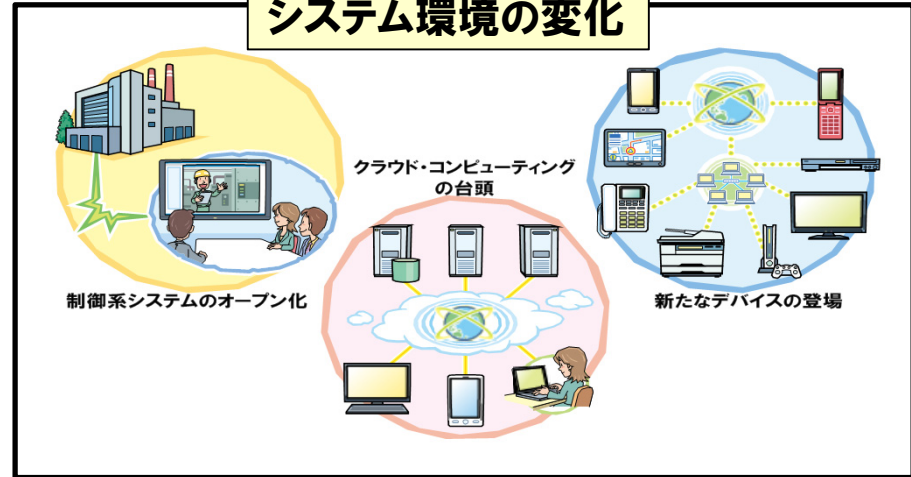 システム環境の変化
制御系システムのオープン化
クラウド・コンピューティング
の台頭
新たなデバイスの登場